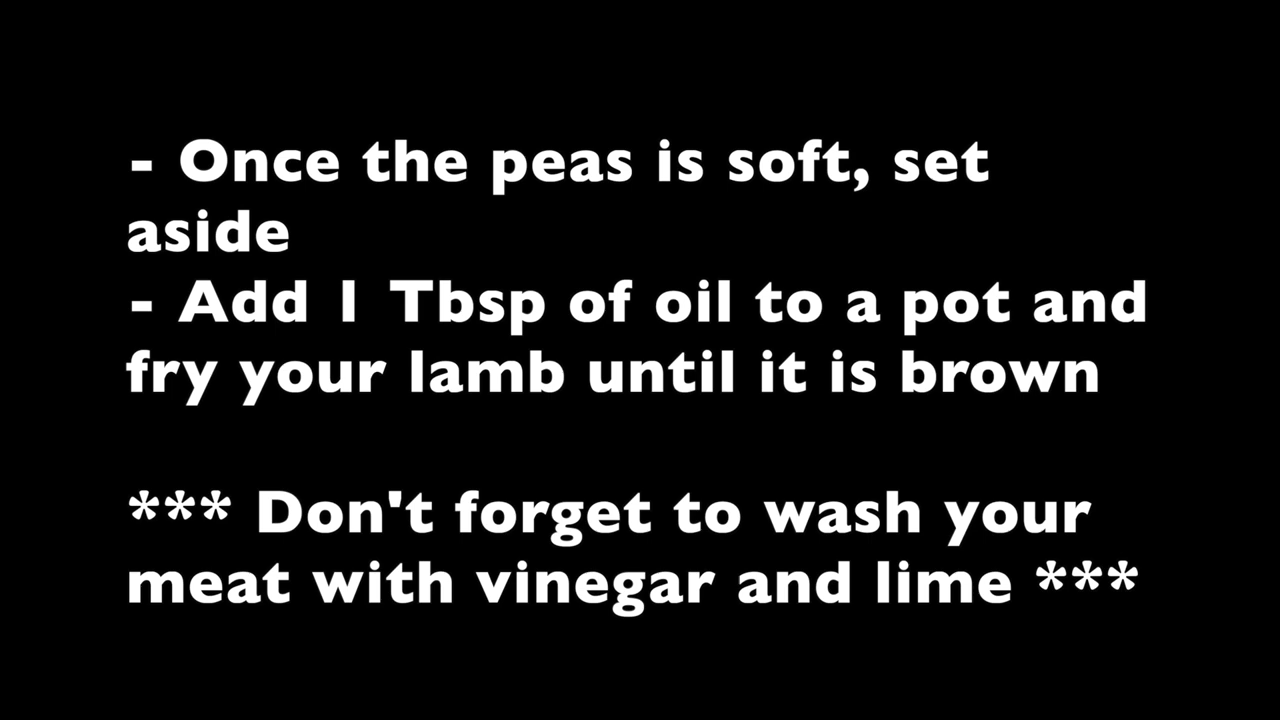 - Once the peas is soft, set
aside
- Add 1 Tbsp of oil to a pot and
fry your lamb until it is brown
*** Don't forget to wash your
meat with vinegar and lime ***